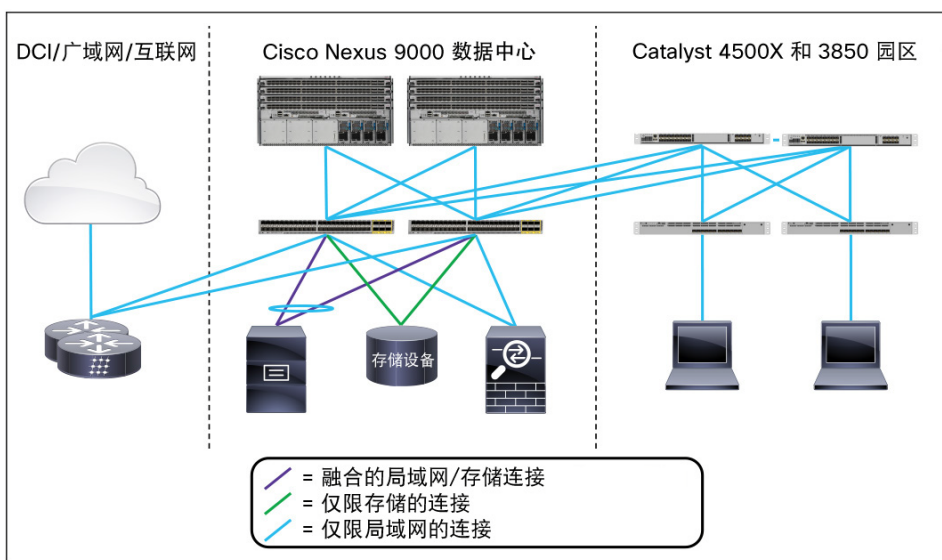 DCI/广域网/互联网
Cisco Nexus 9000 数据中心
Catalyst 4500X 和 3850 园区
存储设备
= 融合的局域网/存储连接
= 仅限存储的连接
= 仅限局域网的连接